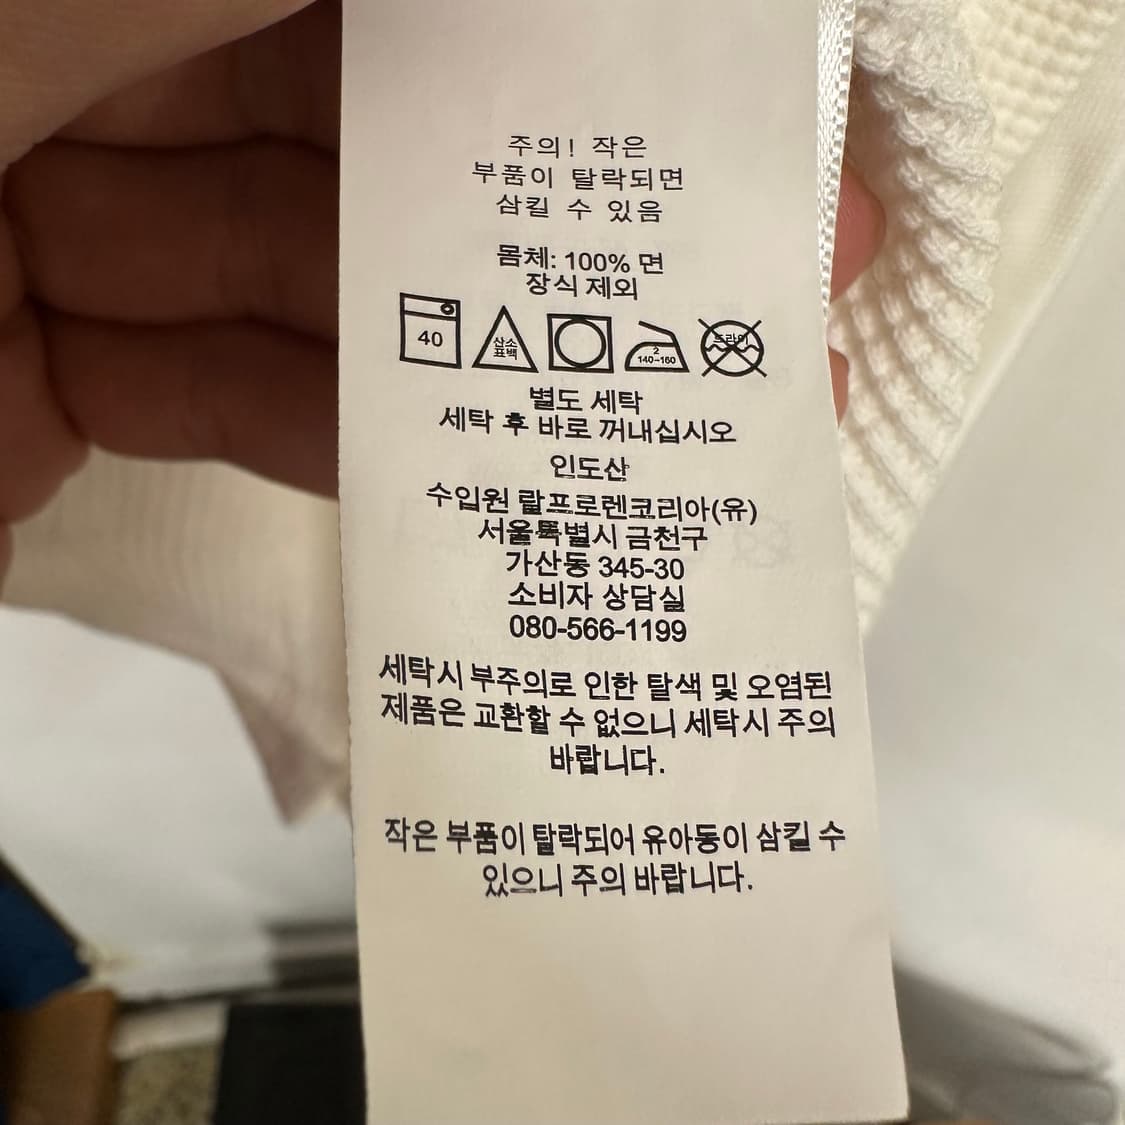 주의! 작은
부품이 탈락되면
삼킬 수 있음
몸체: 100% 면
장식 제외
40
산소
표백
2
140~160
드라이
별도 세탁
세탁 후 바로 꺼내십시오
인도산
수입원 랄프로렌코리아(유)
서울특별시 금천구
가산동 345-30
소비자 상담실
080-566-1199
세탁시 부주의로 인한 탈색 및 오염된
제품은 교환할 수 없으니 세탁시 주의
바랍니다.
작은 부품이 탈락되어 유아동이 삼킬 수
있으니 주의 바랍니다.